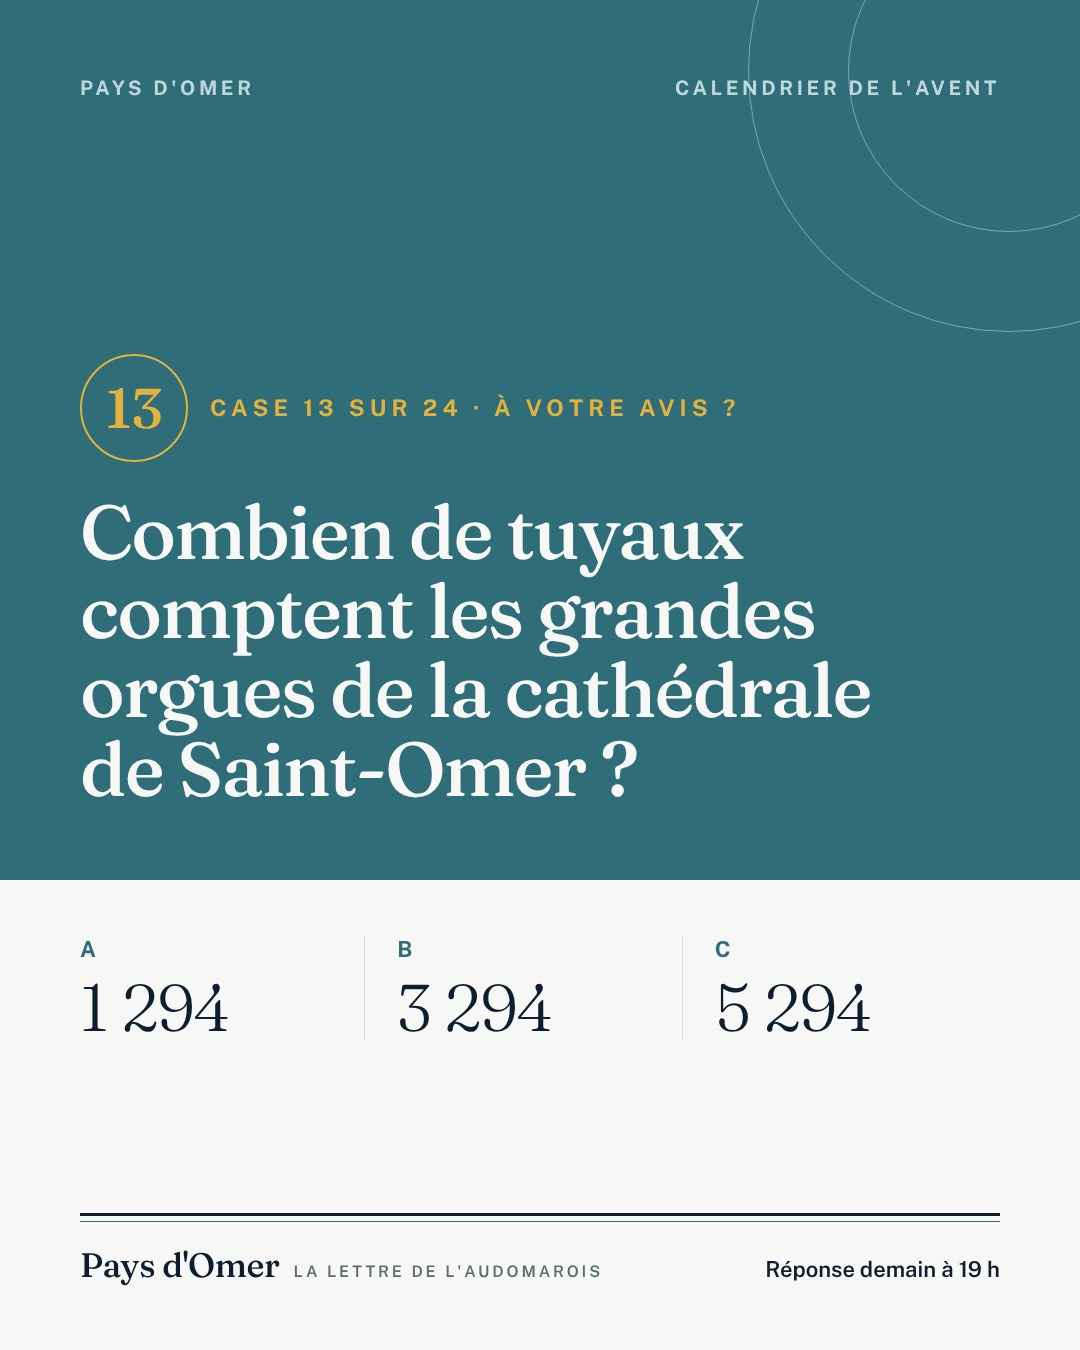 PAYS D'OMER
CALENDRIER DE L'AVENT
13
CASE 13 SUR 24 · À VOTRE AVIS ?
Combien de tuyaux
comptent les grandes
orgues de la cathédrale
de Saint-Omer ?
A
1 294
B
3 294
C
5 294
Pays d'Omer LA LETTRE DE L'AUDOMAROIS
Réponse demain à 19 h